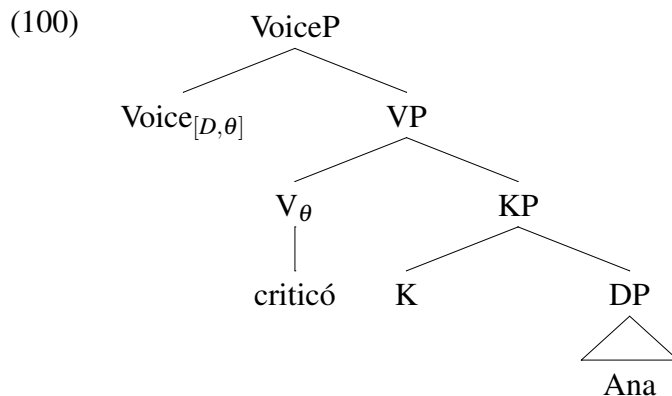 (100) VoiceP
Voice[D,θ] VP
Vθ KP
criticó K DP
Ana